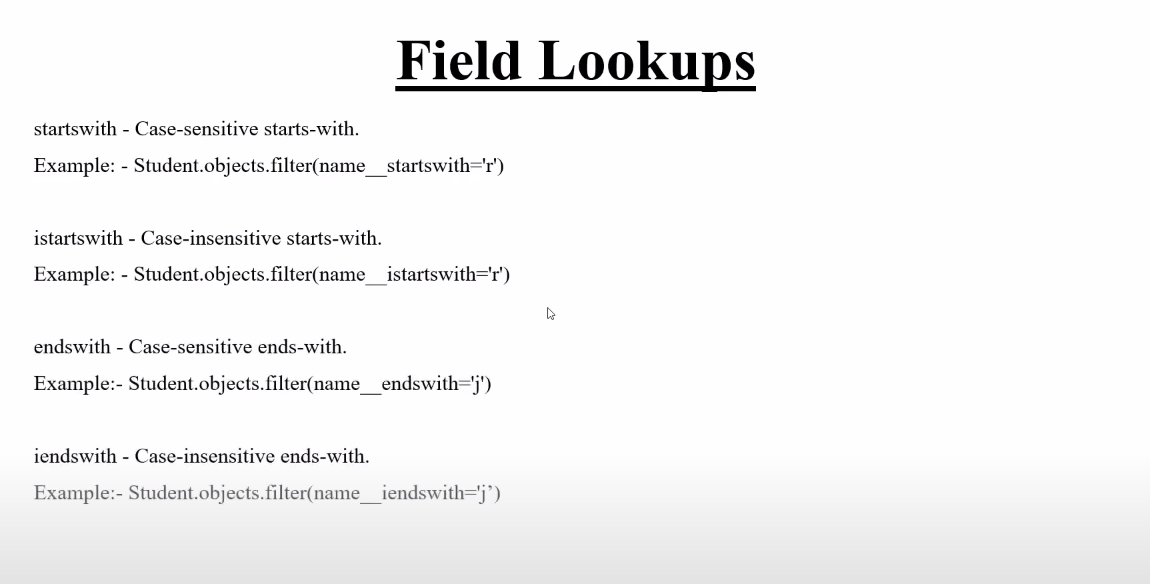 Field Lookups
startswith - Case-sensitive starts-with.
Example: - Student.objects.filter(name__startswith='r')
istartswith - Case-insensitive starts-with.
Example: - Student.objects.filter(name__istartswith='r')
endswith - Case-sensitive ends-with.
Example:- Student.objects.filter(name__endswith='j')
iendswith - Case-insensitive ends-with.
Example:- Student.objects.filter(name__iendswith='j’)